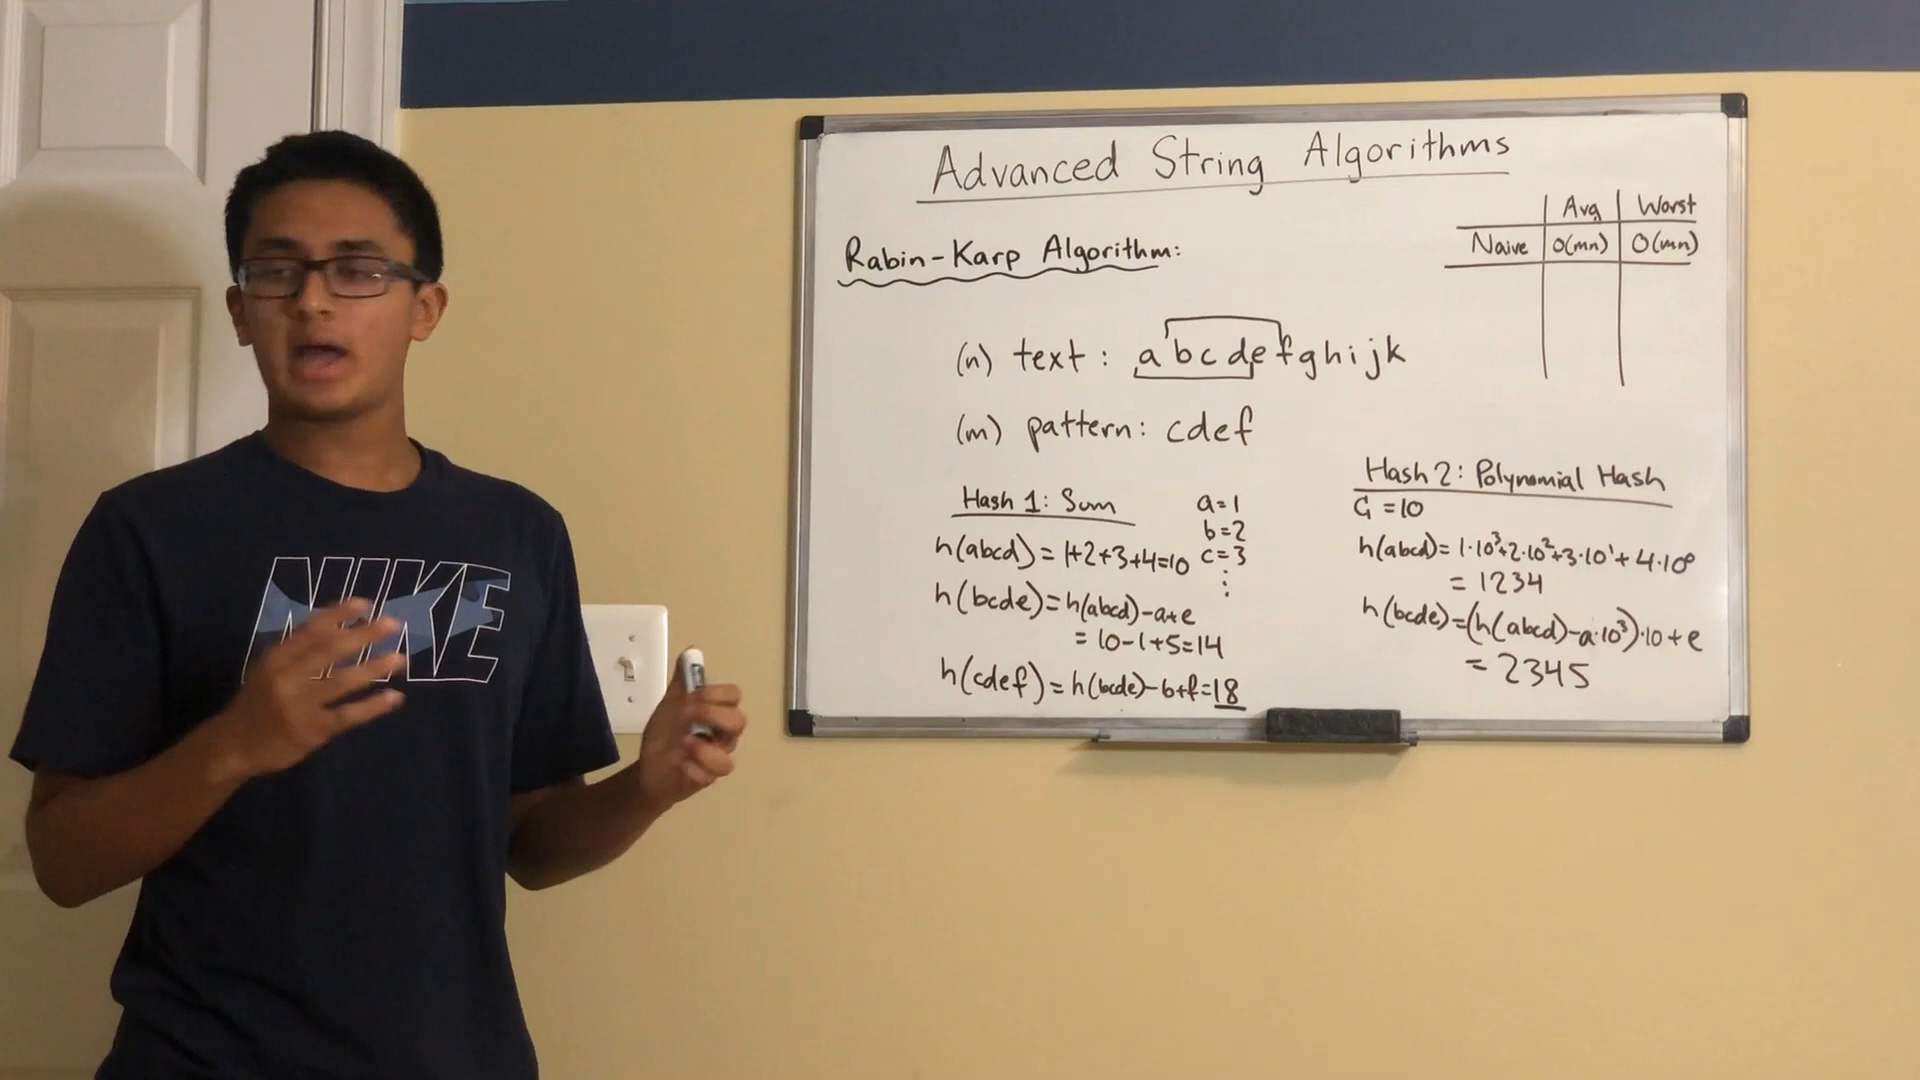 Advanced String Algorithms
Avg Worst
Naive O(mn) O(mn)
Rabin-Karp Algorithm:
(n) text: abcdefghijk
(m) pattern: cdef
Hash 1: Sum
a=1
b=2
c=3
⋮
h(abcd)=1+2+3+4=10
h(bcde)=h(abcd)-a+e
=10-1+5=14
h(cdef)=h(bcde)-b+f=18
Hash 2: Polynomial Hash
G=10
h(abcd)=1·10³+2·10²+3·10¹+4·10⁰
=1234
h(bcde)=(h(abcd)-a·10³)·10+e
=2345
NIKE